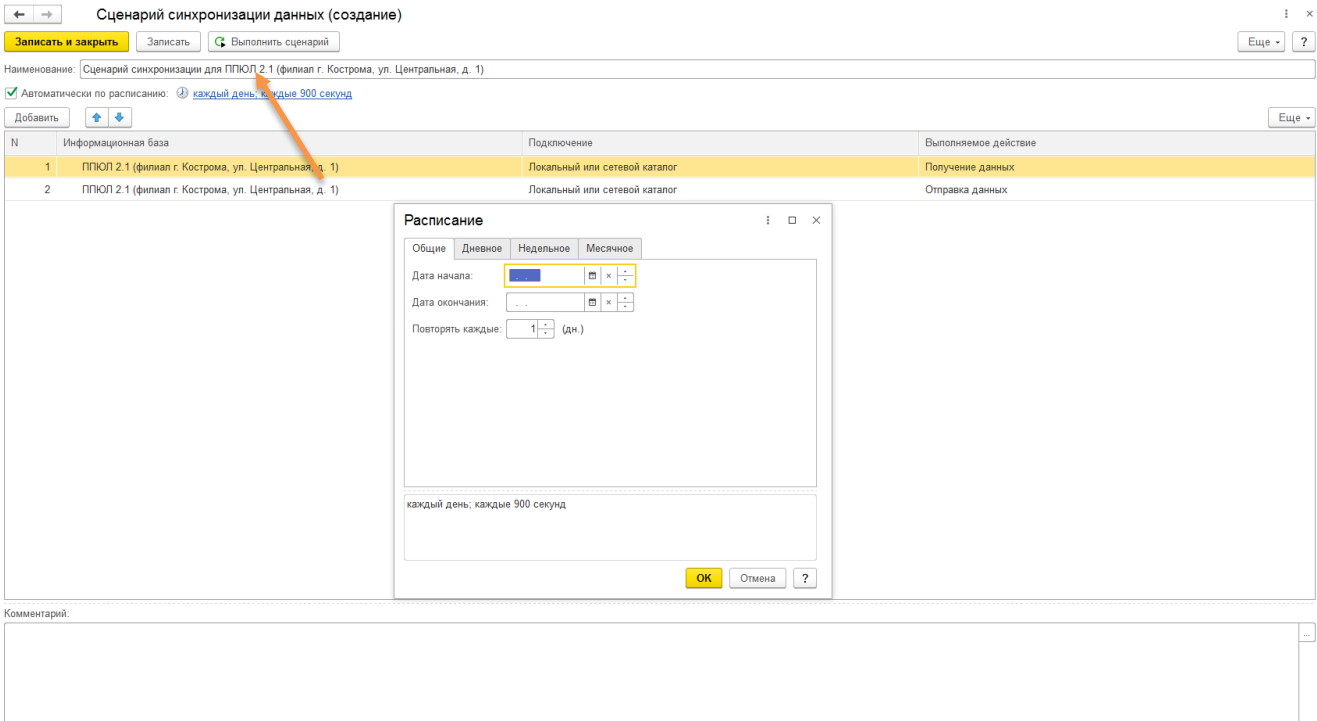 Сценарий синхронизации данных (создание)
Записать и закрыть Записать Выполнить сценарий Еще ?
Наименование: Сценарий синхронизации для ППЮЛ 2.1 (филиал г. Кострома, ул. Центральная, д. 1)
Автоматически по расписанию: каждый день; каждые 900 секунд
Добавить Еще
N Информационная база Подключение Выполняемое действие
1 ППЮЛ 2.1 (филиал г. Кострома, ул. Центральная, д. 1) Локальный или сетевой каталог Получение данных
2 ППЮЛ 2.1 (филиал г. Кострома, ул. Центральная, д. 1) Локальный или сетевой каталог Отправка данных
Расписание
Общие Дневное Недельное Месячное
Дата начала: . .
Дата окончания: . .
Повторять каждые: 1 (дн.)
каждый день; каждые 900 секунд
ОК Отмена ?
Комментарий:
...